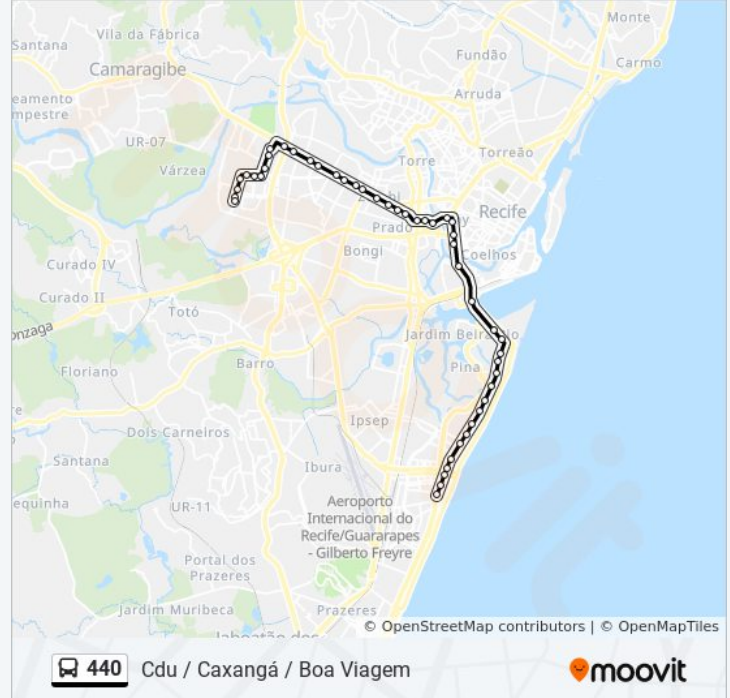 Monte
Vila da Fábrica
Santana
Camaragibe
Fundão
Carmo
eamento
mpestre
Arruda
UR-07
Torre
Torreão
Várzea
Recife
Prado
Bongi
Coelhos
Curado IV
Curado II
Totó
onzaga
Jardim Beira Rio
Barro
Pina
Floriano
Ipsep
Dois Carneiros
Santana
Ibura
equinha
UR-11
Aeroporto
Internacional do
Recife/Guararapes
- Gilberto Freyre
Portal dos
Prazeres
Jardim Muribeca
Prazeres
© OpenStreetMap contributors | © OpenMapTiles
440 Cdu / Caxangá / Boa Viagem
moovit